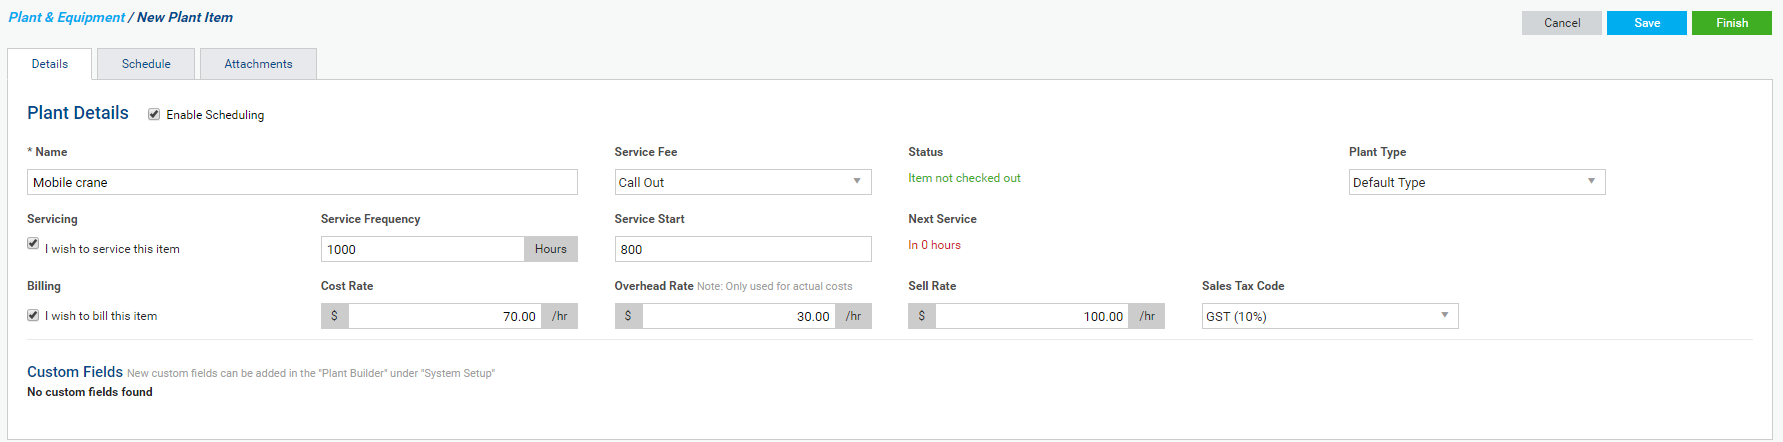 Plant & Equipment / New Plant Item
Cancel Save Finish
Details Schedule Attachments
Plant Details Enable Scheduling
* Name Service Fee Status Plant Type
Mobile crane Call Out Item not checked out Default Type
Servicing Service Frequency Service Start Next Service
I wish to service this item 1000 Hours 800 In 0 hours
Billing Cost Rate Overhead Rate Note: Only used for actual costs Sell Rate Sales Tax Code
I wish to bill this item $ 70.00 /hr $ 30.00 /hr $ 100.00 /hr GST (10%)
Custom Fields New custom fields can be added in the "Plant Builder" under "System Setup"
No custom fields found